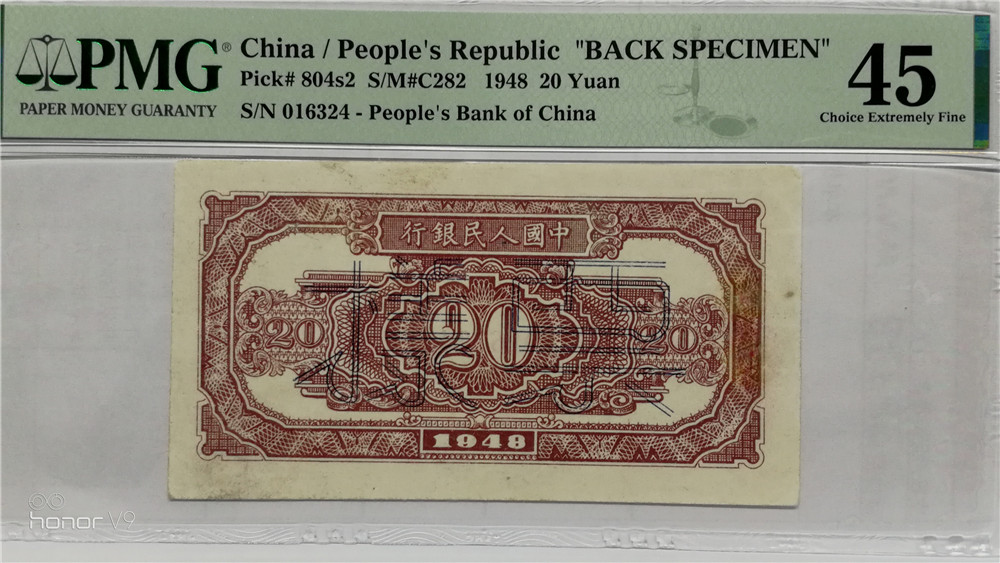 PMG®
PAPER MONEY GUARANTY
China / People's Republic "BACK SPECIMEN"
Pick# 804s2 S/M#C282 1948 20 Yuan
S/N 016324 - People's Bank of China
45
Choice Extremely Fine
行銀民人國中
20 20 20
1948
honor V9